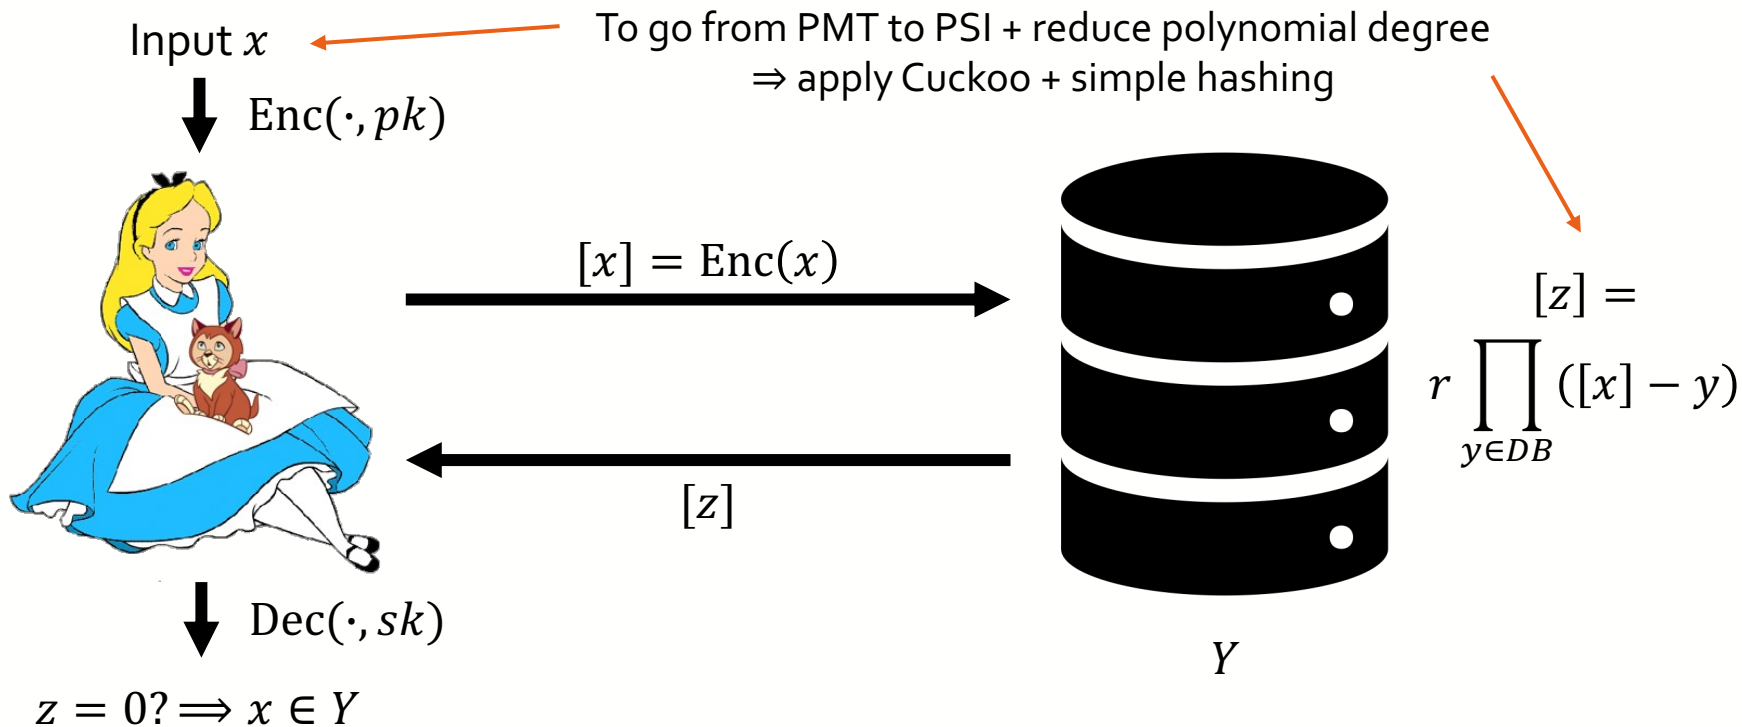 To go from PMT to PSI + reduce polynomial degree
⇒ apply Cuckoo + simple hashing
Input x
Enc(·, pk)
[x] = Enc(x)
[z] =
r ∏ ([x] − y)
y∈DB
[z]
Dec(·, sk)
Y
z = 0? ⟹ x ∈ Y